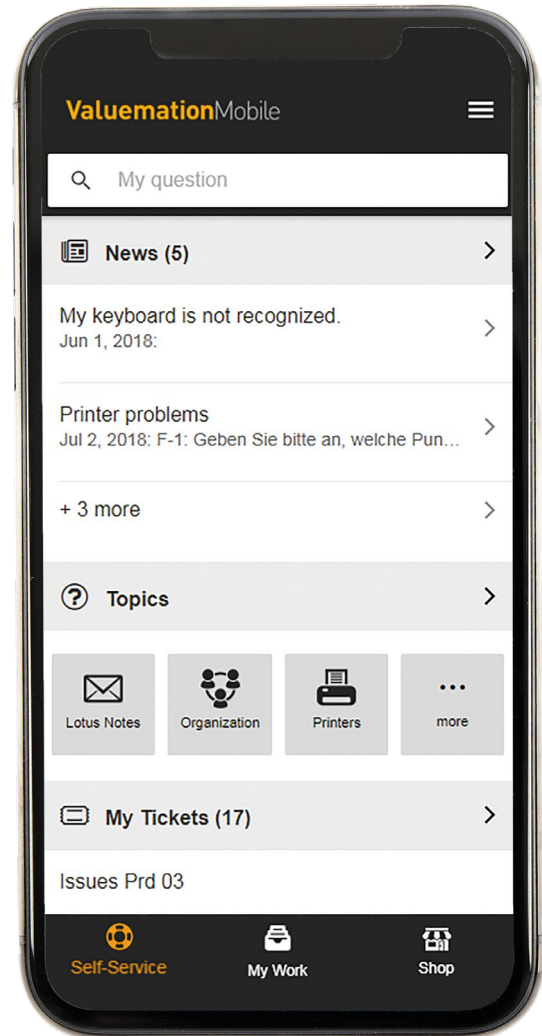 ValuemationMobile
My question
News (5)
My keyboard is not recognized.
Jun 1, 2018:
Printer problems
Jul 2, 2018: F-1: Geben Sie bitte an, welche Pun...
+ 3 more
Topics
Lotus Notes
Organization
Printers
more
My Tickets (17)
Issues Prd 03
Self-Service
My Work
Shop